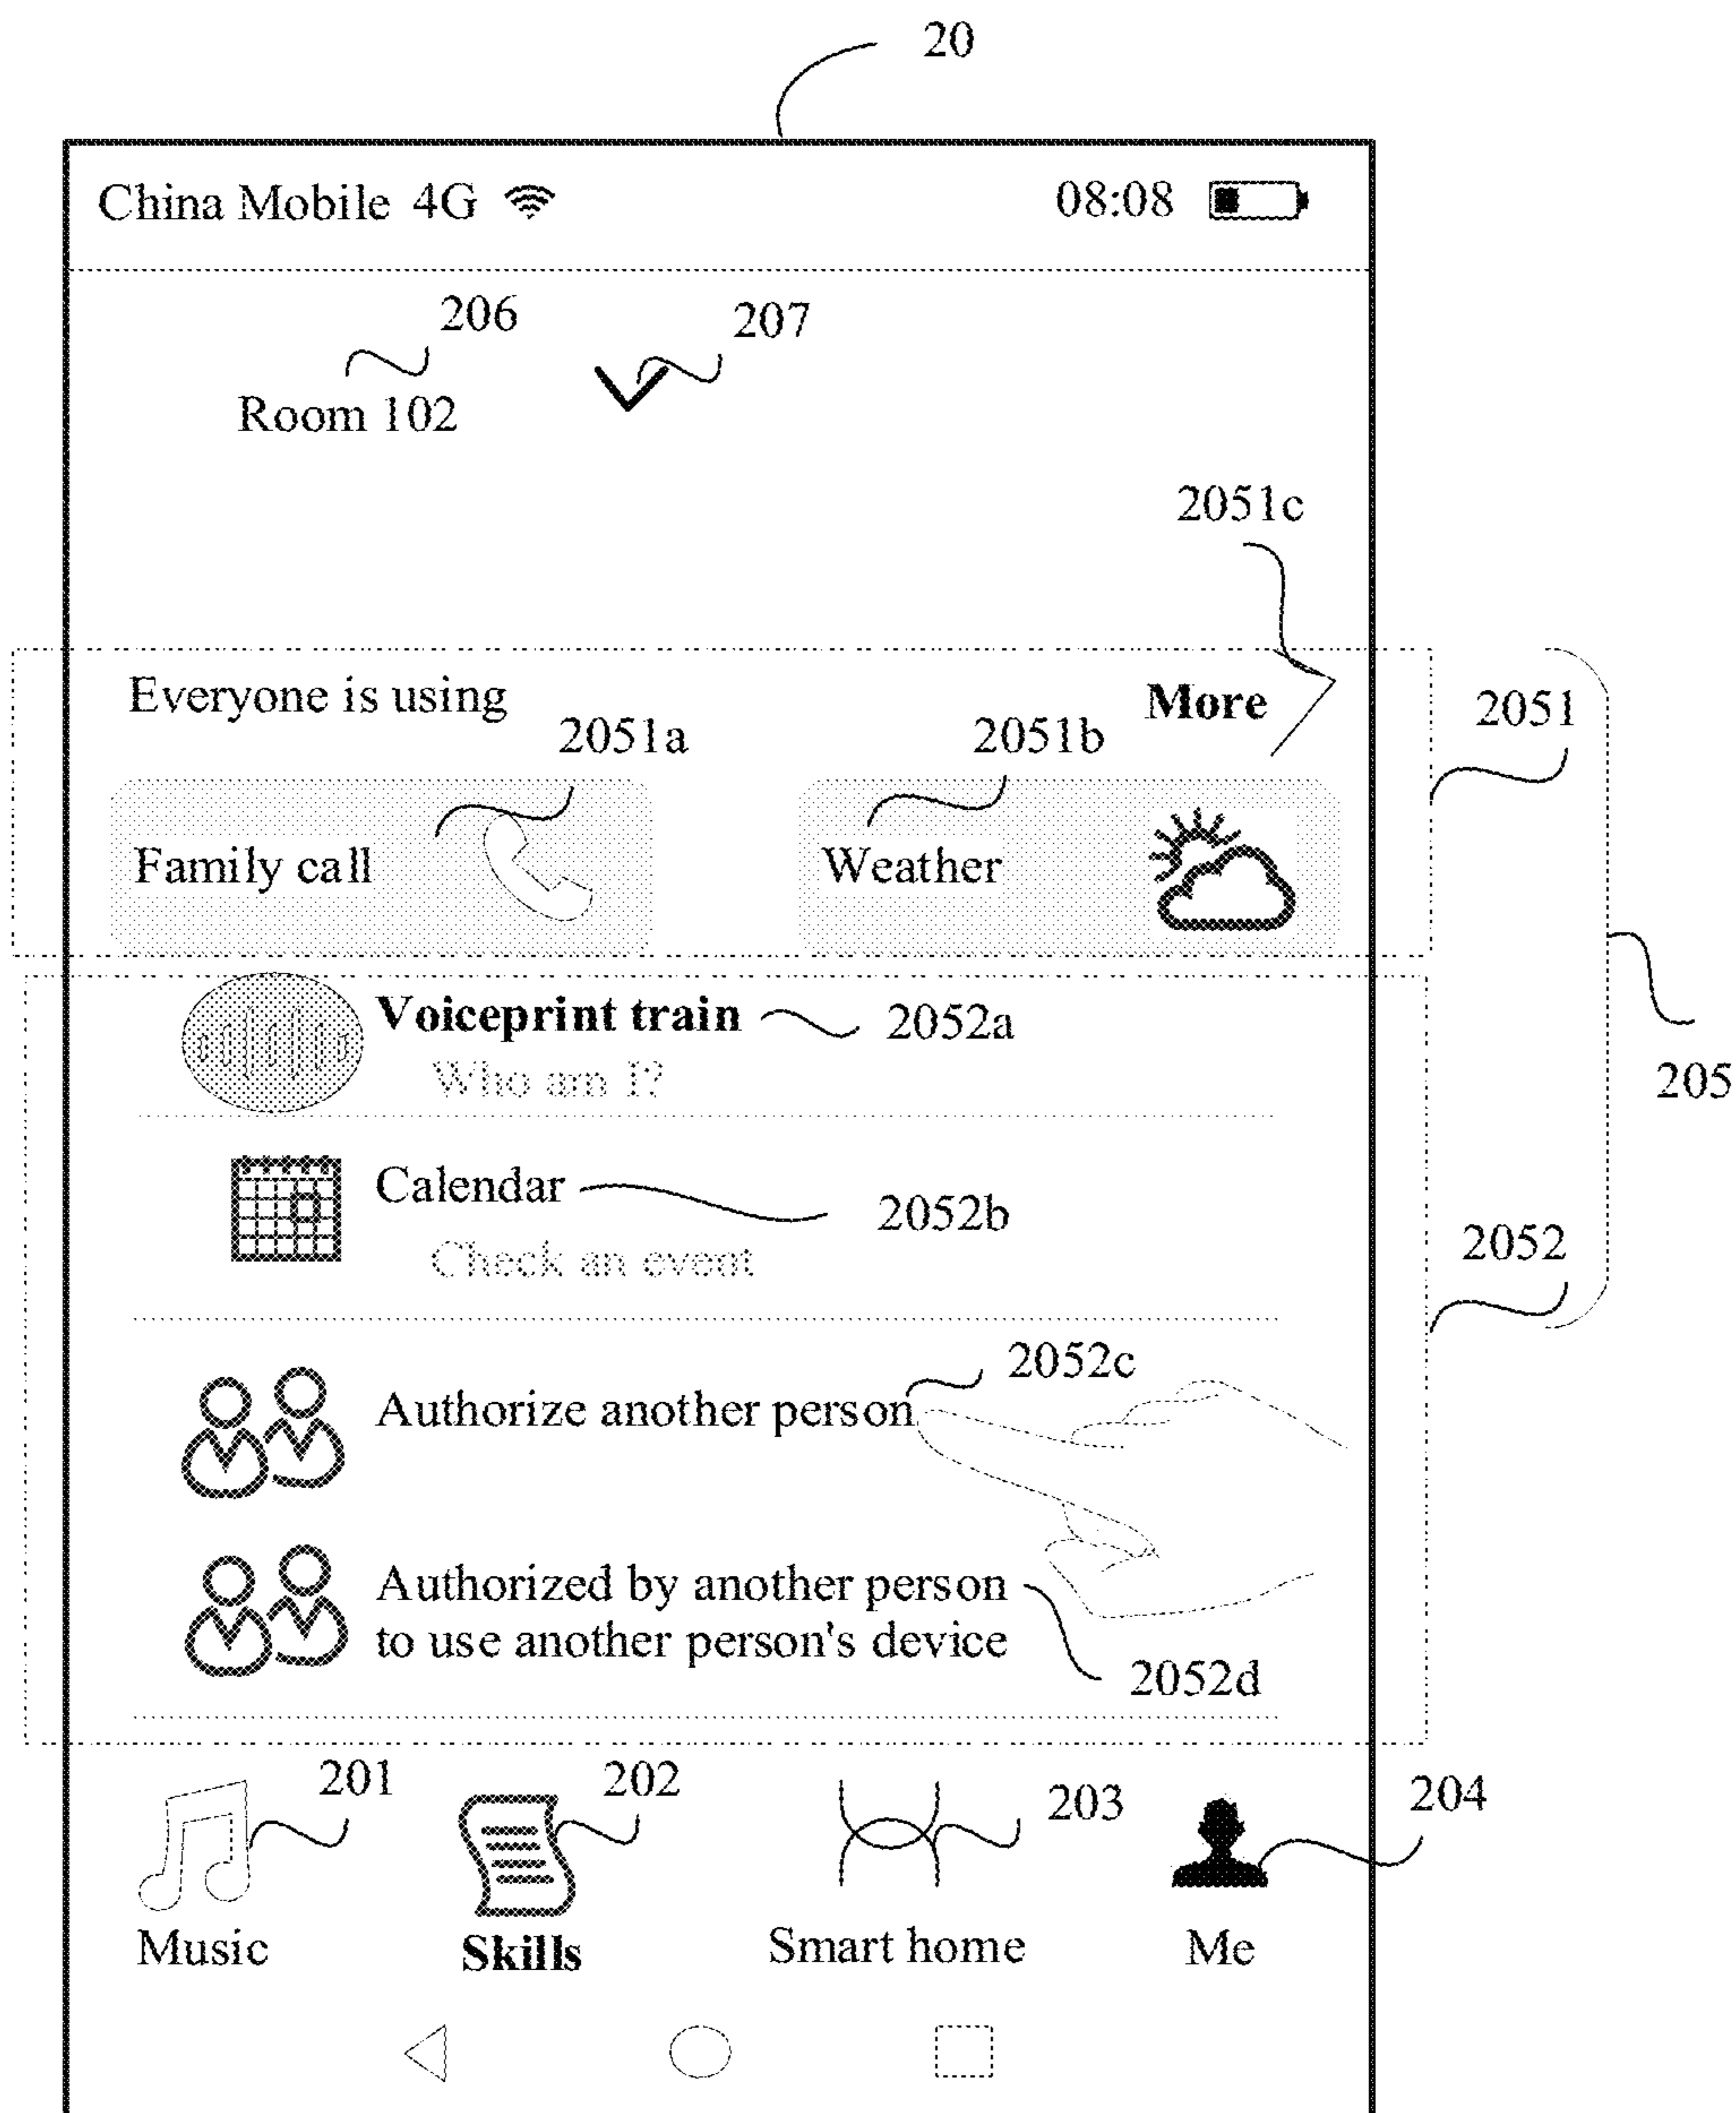 20
China Mobile 4G 08:08
206
207
Room 102
2051c
Everyone is using
More
2051
2051a
2051b
Family call
Weather
Voiceprint train
2052a
Who am I?
205
Calendar
2052b
Check an event
2052
2052c
Authorize another person
Authorized by another person
to use another person's device
2052d
201
202
203
204
Music
Skills
Smart home
Me